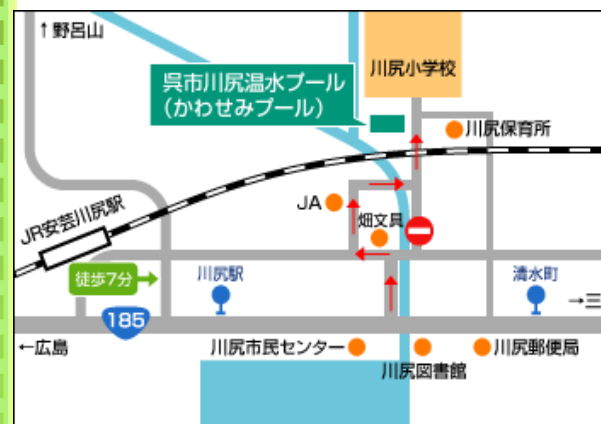 ↑野呂山
川尻小学校
呉市川尻温水プール
(かわせみプール)
川尻保育所
JA
畑文具
JR安芸川尻駅
徒歩7分→
川尻駅
清水町
→三
185
←広島
川尻市民センター
川尻図書館
川尻郵便局